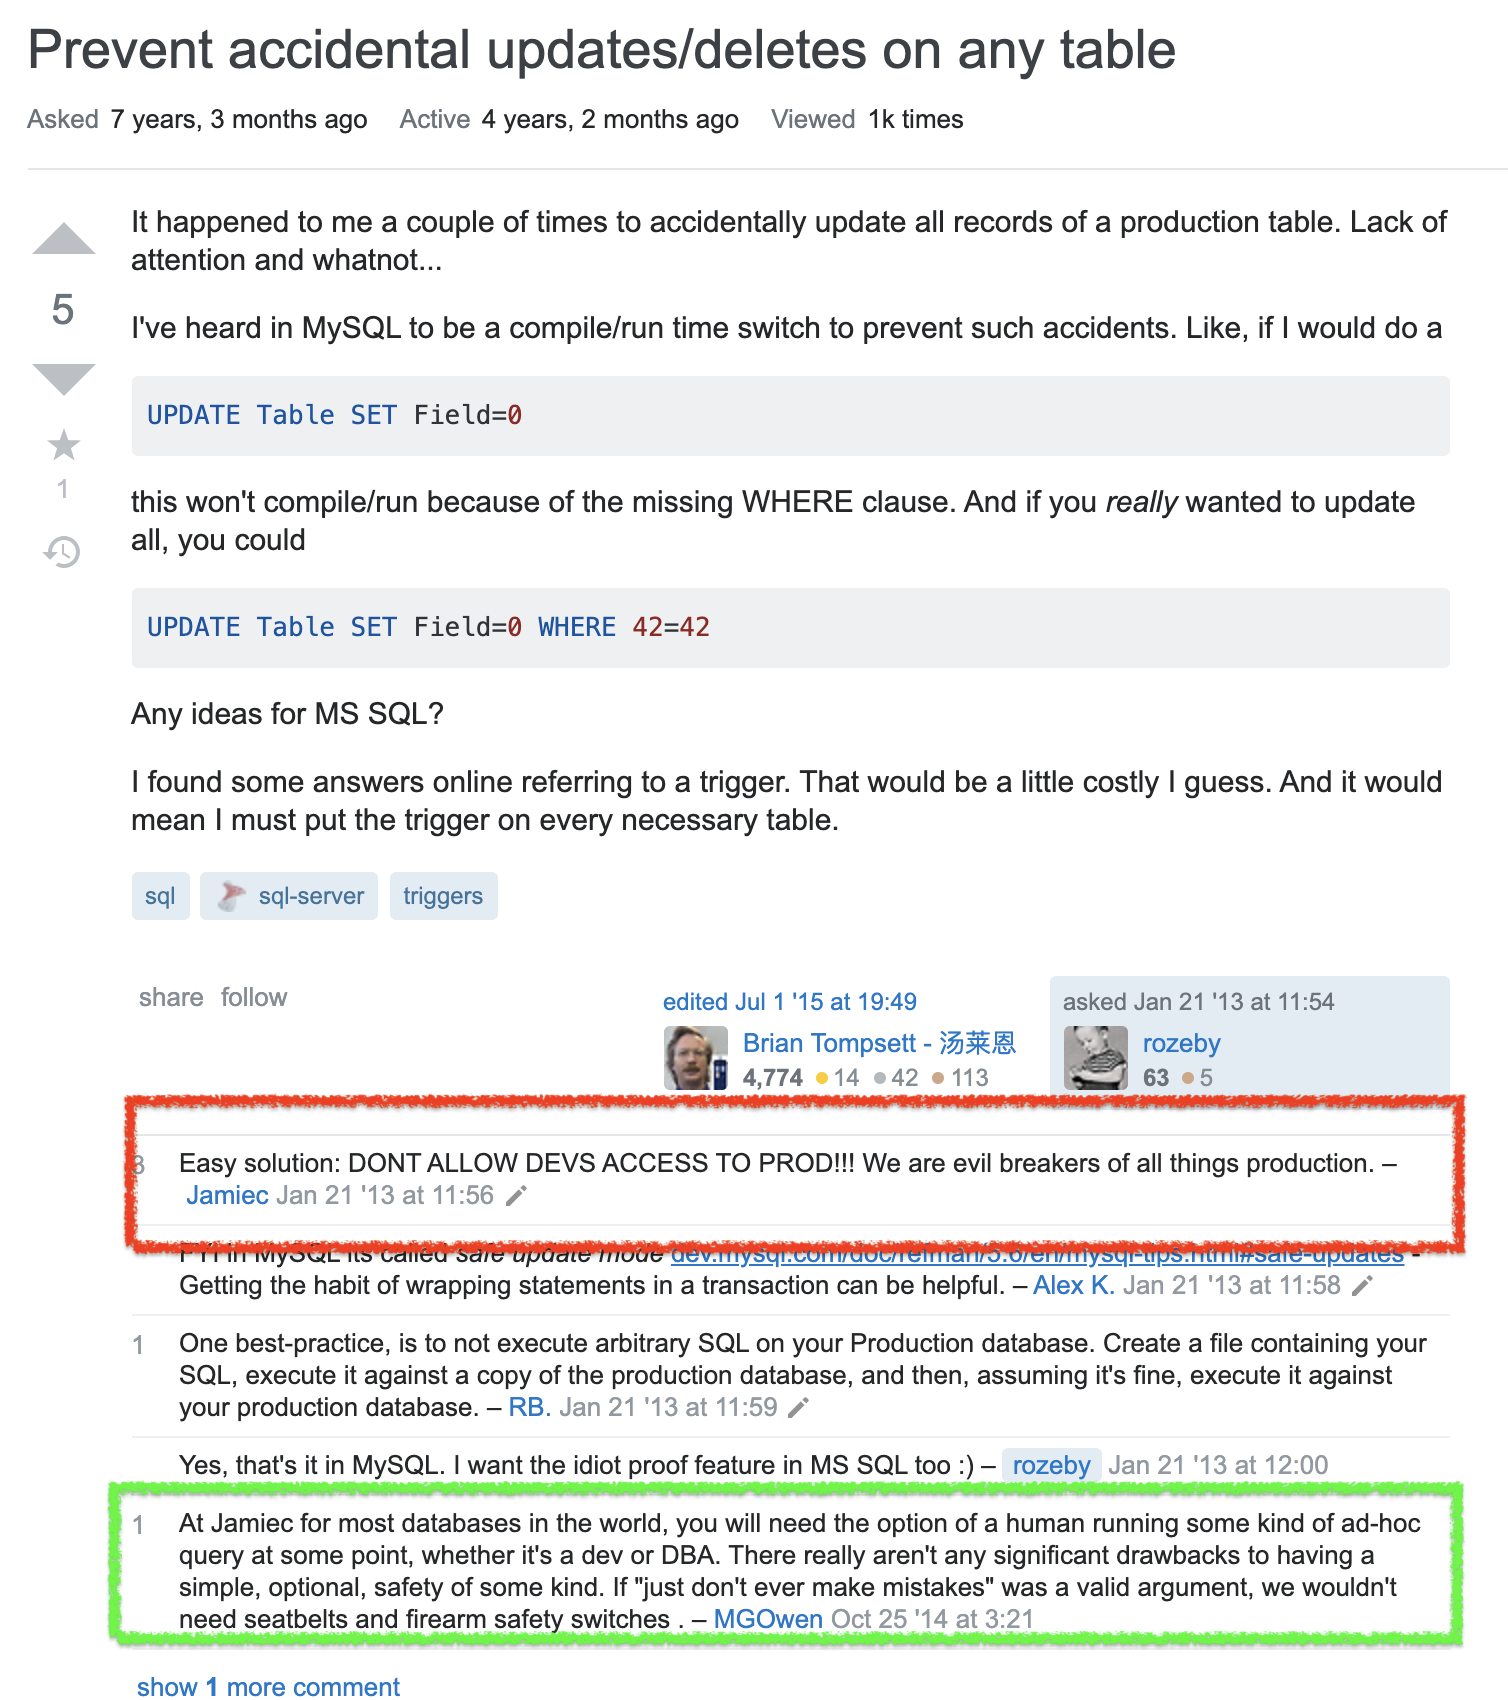 Prevent accidental updates/deletes on any table
Asked 7 years, 3 months ago Active 4 years, 2 months ago Viewed 1k times
It happened to me a couple of times to accidentally update all records of a production table. Lack of
attention and whatnot...
5
I've heard in MySQL to be a compile/run time switch to prevent such accidents. Like, if I would do a
UPDATE Table SET Field=0
1
this won't compile/run because of the missing WHERE clause. And if you really wanted to update
all, you could
UPDATE Table SET Field=0 WHERE 42=42
Any ideas for MS SQL?
I found some answers online referring to a trigger. That would be a little costly I guess. And it would
mean I must put the trigger on every necessary table.
sql sql-server triggers
share follow
edited Jul 1 '15 at 19:49
Brian Tompsett - 汤莱恩
4,774 14 42 113
asked Jan 21 '13 at 11:54
rozeby
63 5
3 Easy solution: DONT ALLOW DEVS ACCESS TO PROD!!! We are evil breakers of all things production. –
Jamiec Jan 21 '13 at 11:56
FYI in MySQL its called safe update mode dev.mysql.com/doc/refman/5.6/en/mysql-tips.html#safe-updates -
Getting the habit of wrapping statements in a transaction can be helpful. – Alex K. Jan 21 '13 at 11:58
1 One best-practice, is to not execute arbitrary SQL on your Production database. Create a file containing your
SQL, execute it against a copy of the production database, and then, assuming it's fine, execute it against
your production database. – RB. Jan 21 '13 at 11:59
Yes, that's it in MySQL. I want the idiot proof feature in MS SQL too :) – rozeby Jan 21 '13 at 12:00
1 At Jamiec for most databases in the world, you will need the option of a human running some kind of ad-hoc
query at some point, whether it's a dev or DBA. There really aren't any significant drawbacks to having a
simple, optional, safety of some kind. If "just don't ever make mistakes" was a valid argument, we wouldn't
need seatbelts and firearm safety switches . – MGOwen Oct 25 '14 at 3:21
show 1 more comment